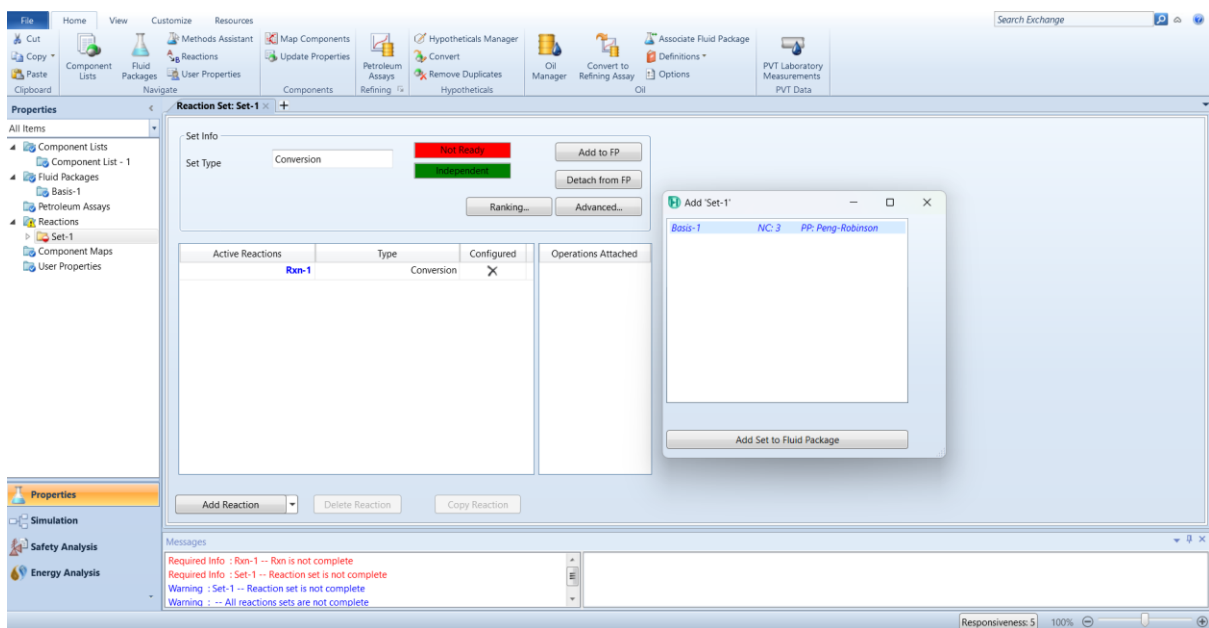 File Home View Customize Resources Search Exchange
Cut
Copy
Paste
Clipboard
Component Lists
Fluid Packages
Navigate
Methods Assistant
Reactions
User Properties
Map Components
Update Properties
Components
Petroleum Assays
Refining
Hypotheticals Manager
Convert
Remove Duplicates
Hypotheticals
Oil Manager
Convert to Refining Assay
Associate Fluid Package
Definitions
Options
Oil
PVT Laboratory Measurements
PVT Data
Properties
All Items
Component Lists
Component List - 1
Fluid Packages
Basis-1
Petroleum Assays
Reactions
Set-1
Component Maps
User Properties
Properties
Simulation
Safety Analysis
Energy Analysis
Reaction Set: Set-1
Set Info
Set Type Conversion
Not Ready
Independent
Add to FP
Detach from FP
Ranking... Advanced...
Active Reactions Type Configured
Rxn-1 Conversion
Operations Attached
Add Reaction Delete Reaction Copy Reaction
Add 'Set-1'
Basis-1 NC: 3 PP: Peng-Robinson
Add Set to Fluid Package
Messages
Required Info : Rxn-1 -- Rxn is not complete
Required Info : Set-1 -- Reaction set is not complete
Warning : Set-1 -- Reaction set is not complete
Warning : -- All reactions sets are not complete
Responsiveness: 5 100%